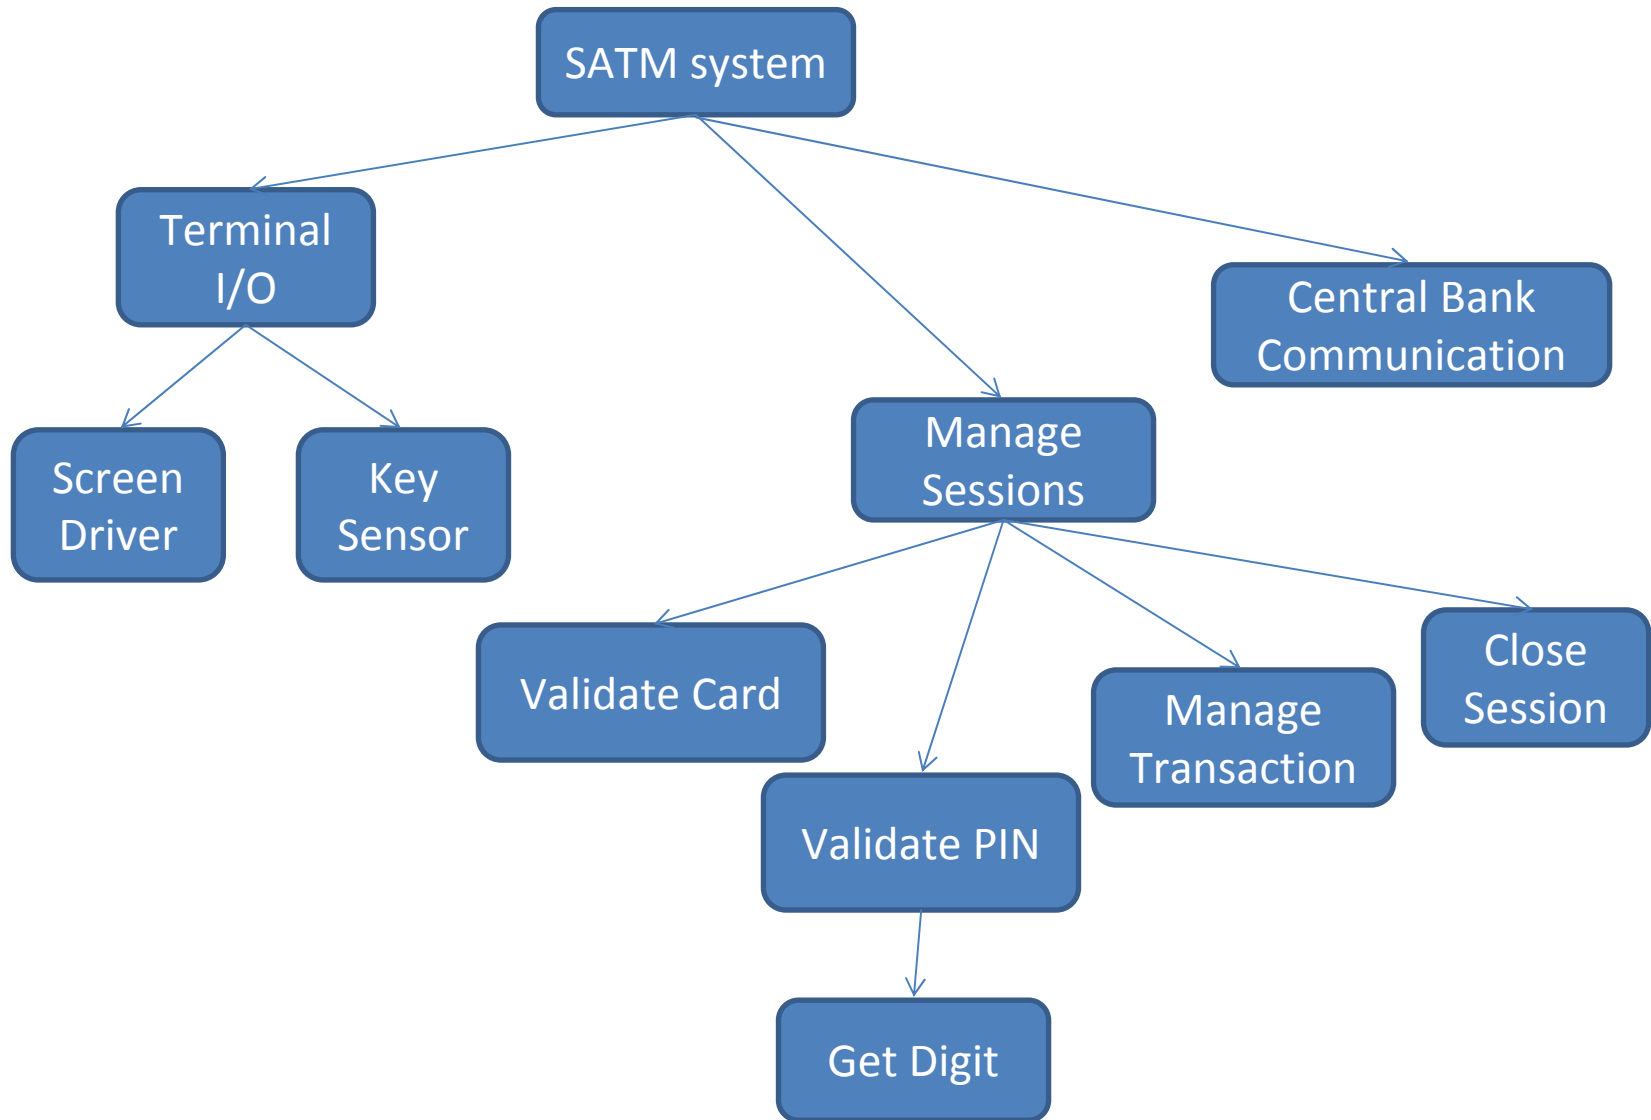 SATM system
Terminal
I/O
Central Bank
Communication
Manage
Sessions
Screen
Driver
Key
Sensor
Validate Card
Close
Session
Manage
Transaction
Validate PIN
Get Digit